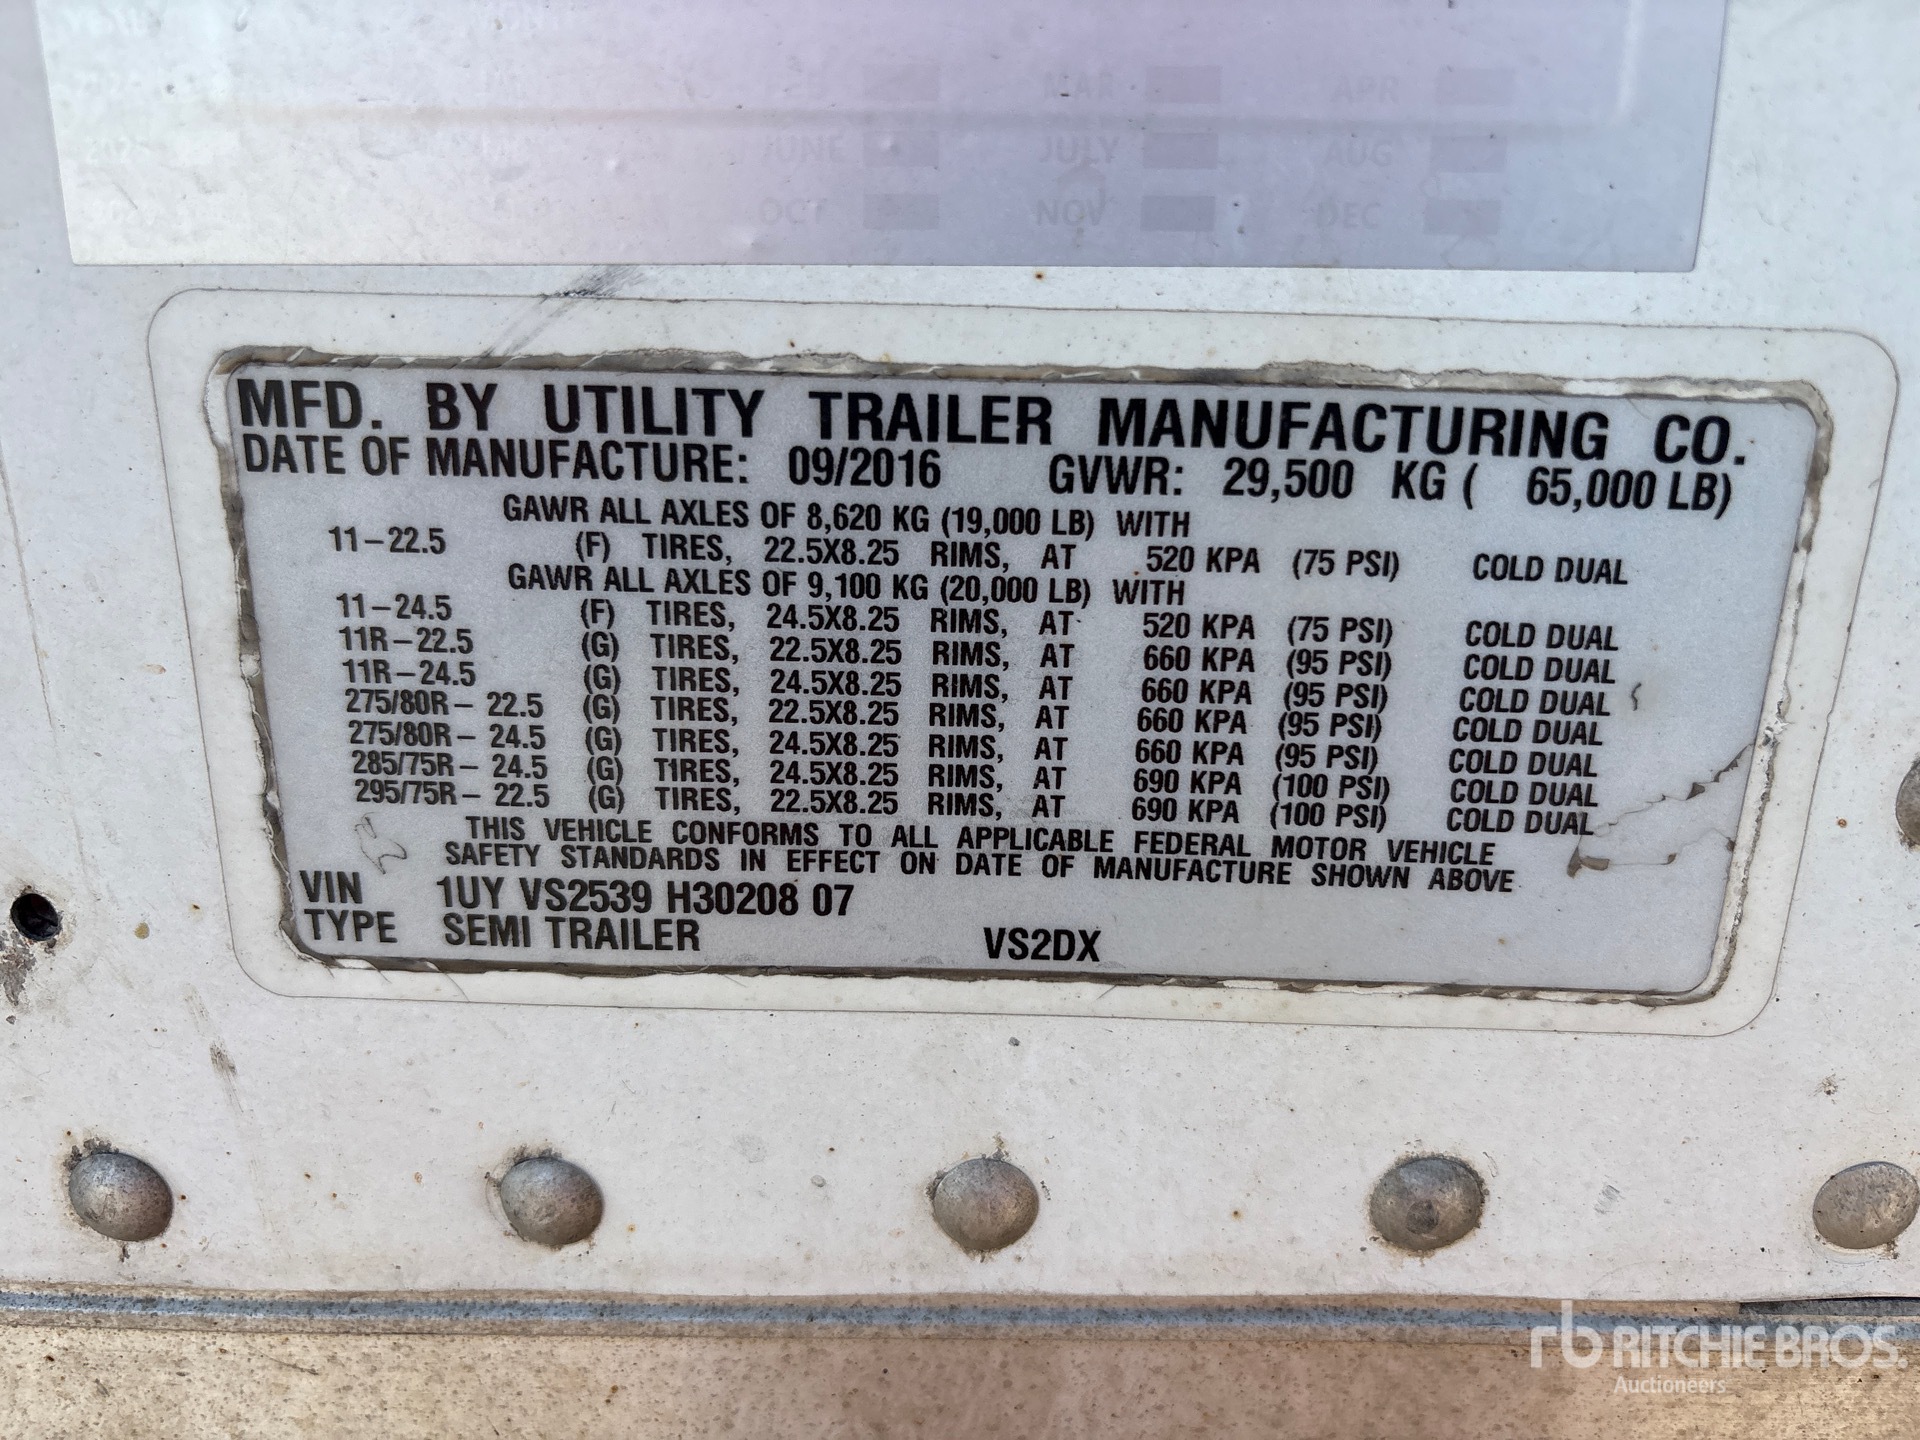 MAR APR
JUNE JULY AUG
OCT NOV DEC
MFD. BY UTILITY TRAILER MANUFACTURING CO.
DATE OF MANUFACTURE: 09/2016 GVWR: 29,500 KG ( 65,000 LB)
GAWR ALL AXLES OF 8,620 KG (19,000 LB) WITH
11-22.5 (F) TIRES, 22.5X8.25 RIMS, AT 520 KPA (75 PSI) COLD DUAL
GAWR ALL AXLES OF 9,100 KG (20,000 LB) WITH
11-24.5 (F) TIRES, 24.5X8.25 RIMS, AT 520 KPA (75 PSI) COLD DUAL
11R-22.5 (G) TIRES, 22.5X8.25 RIMS, AT 660 KPA (95 PSI) COLD DUAL
11R-24.5 (G) TIRES, 24.5X8.25 RIMS, AT 660 KPA (95 PSI) COLD DUAL
275/80R- 22.5 (G) TIRES, 22.5X8.25 RIMS, AT 660 KPA (95 PSI) COLD DUAL
275/80R- 24.5 (G) TIRES, 24.5X8.25 RIMS, AT 660 KPA (95 PSI) COLD DUAL
285/75R- 24.5 (G) TIRES, 24.5X8.25 RIMS, AT 690 KPA (100 PSI) COLD DUAL
295/75R- 22.5 (G) TIRES, 22.5X8.25 RIMS, AT 690 KPA (100 PSI) COLD DUAL
THIS VEHICLE CONFORMS TO ALL APPLICABLE FEDERAL MOTOR VEHICLE
SAFETY STANDARDS IN EFFECT ON DATE OF MANUFACTURE SHOWN ABOVE
VIN 1UY VS2539 H30208 07
TYPE SEMI TRAILER VS2DX
rb RITCHIE BROS.
Auctioneers